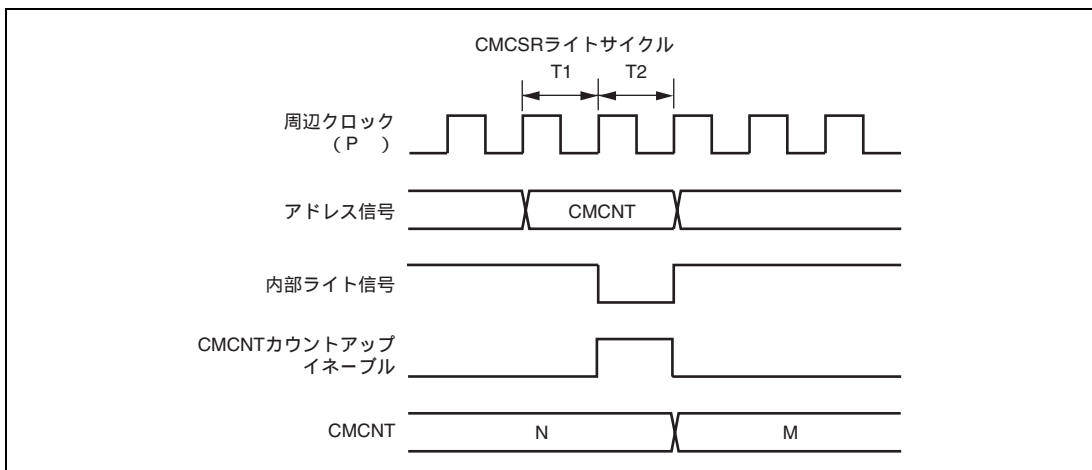 CMCSRライトサイクル
T1 T2
周辺クロック
（P　）
アドレス信号 CMCNT
内部ライト信号
CMCNTカウントアップ
イネーブル
CMCNT N M